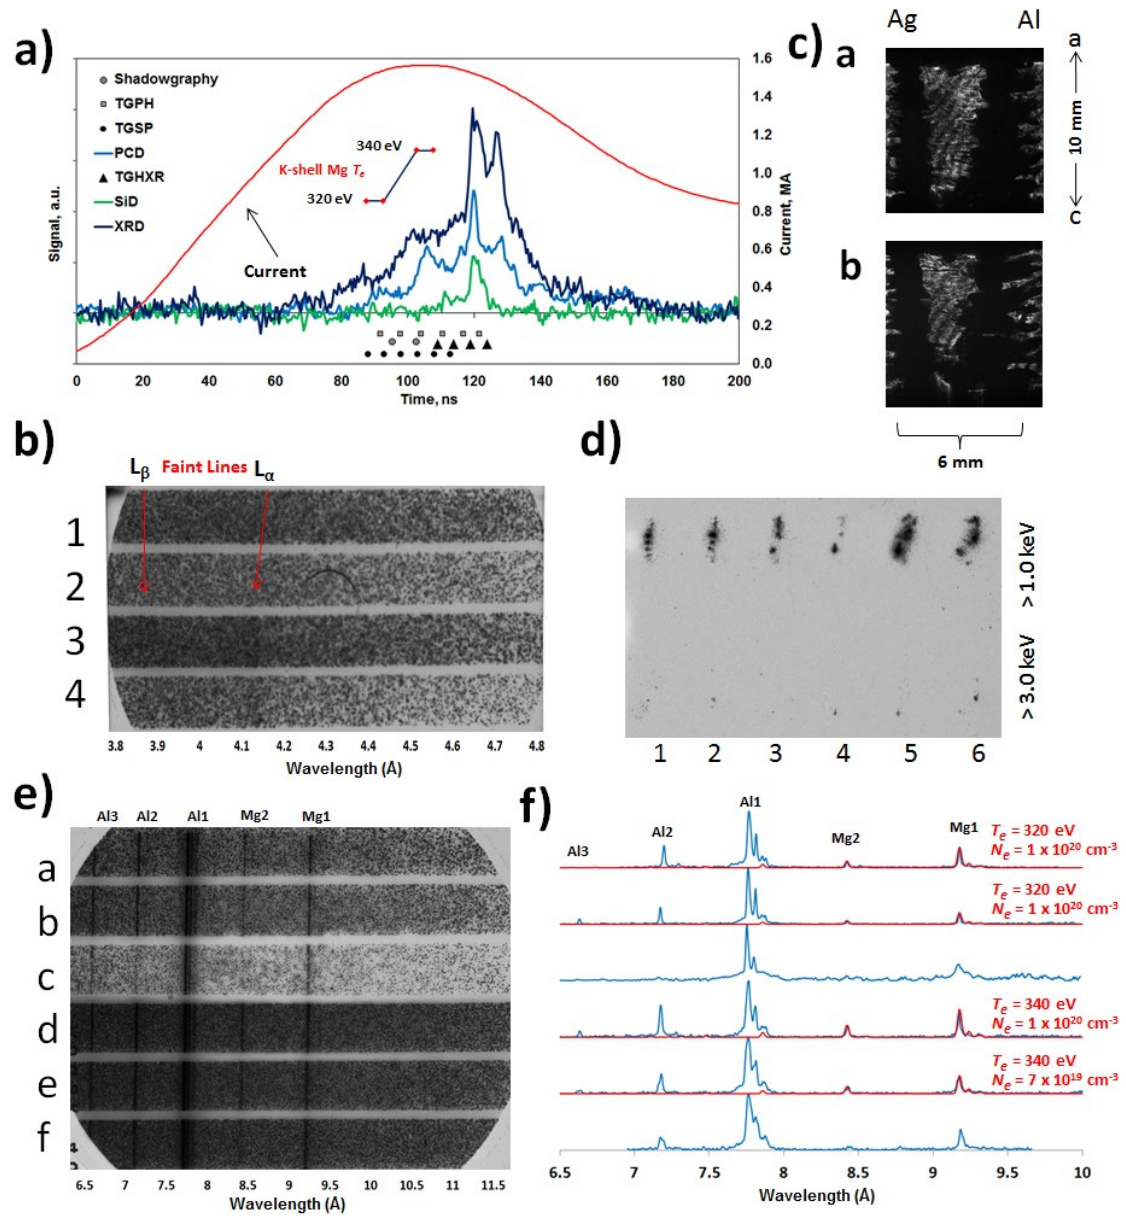 a)
Signal, a.u.
Shadowgraphy
TGPH
TGSP
PCD
TGHXR
SiD
XRD
340 eV
K-shell Mg Te
320 eV
Current
1.6
1.4
1.2
1.0
0.8
0.6
0.4
0.2
0.0
Current, MA
0 20 40 60 80 100 120 140 160 180 200
Time, ns
c)
Ag Al
a
a
10 mm
c
b
6 mm
b)
Lβ Faint Lines Lα
1
2
3
4
3.8 3.9 4 4.1 4.2 4.3 4.4 4.5 4.6 4.7 4.8
Wavelength (Å)
d)
> 1.0 keV
> 3.0 keV
1 2 3 4 5 6
e)
Al3 Al2 Al1 Mg2 Mg1
a
b
c
d
e
f
6.5 7 7.5 8 8.5 9 9.5 10 10.5 11 11.5
Wavelength (Å)
f)
Al3
Al2
Al1
Mg2
Mg1
Te = 320 eV
Ne = 1 x 10²⁰ cm⁻³
Te = 320 eV
Ne = 1 x 10²⁰ cm⁻³
Te = 340 eV
Ne = 1 x 10²⁰ cm⁻³
Te = 340 eV
Ne = 7 x 10¹⁹ cm⁻³
6.5 7 7.5 8 8.5 9 9.5 10
Wavelength (Å)